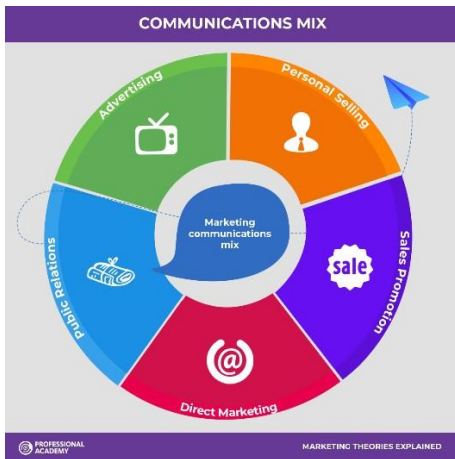 COMMUNICATIONS MIX
Advertising
Personal Selling
Marketing
communications
mix
Public Relations
sale
Sales Promotion
@
Direct Marketing
PROFESSIONAL
ACADEMY
MARKETING THEORIES EXPLAINED